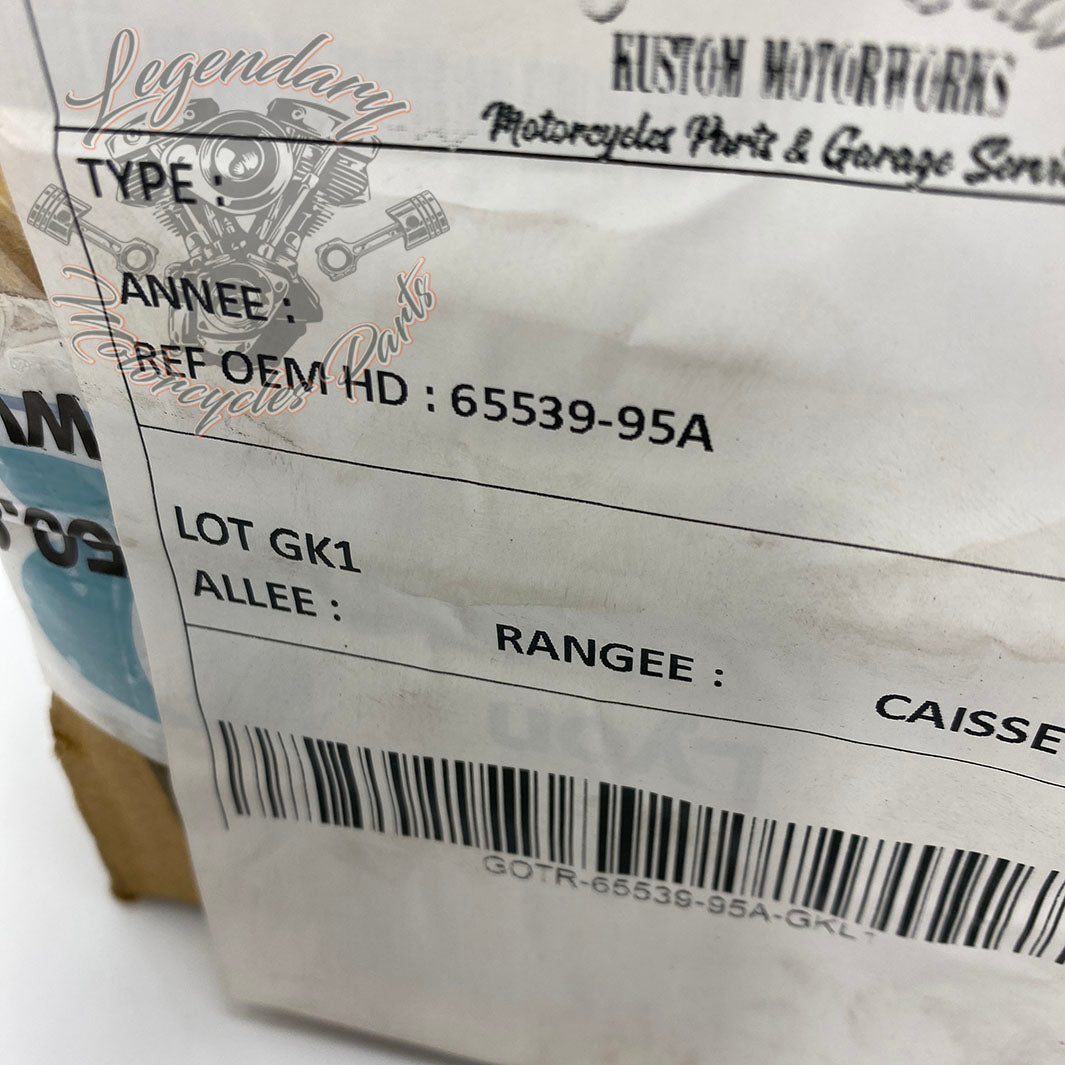 KUSTOM MOTORWORKS
Motorcycles Parts & Garage
Legendary
Motorcycles Parts
TYPE :
ANNEE :
REF OEM HD : 65539-95A
LOT GK1
ALLEE :
RANGEE :
CAISSE
GOTR-65539-95A-GKL